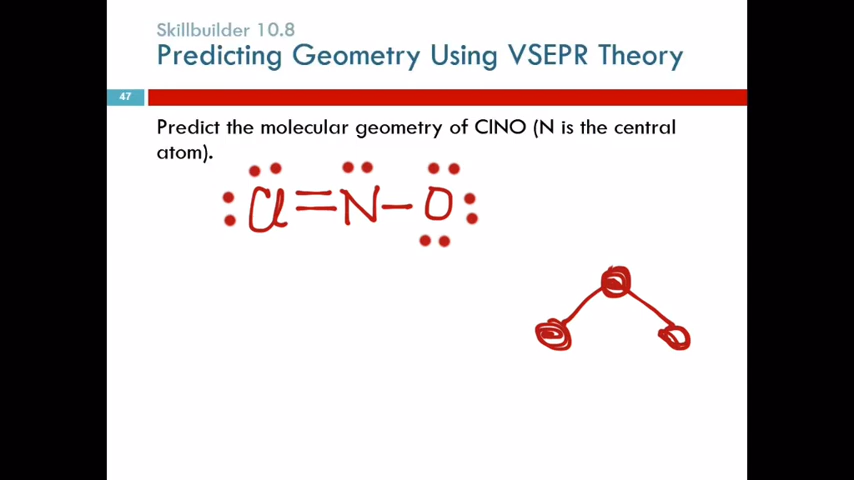 Skillbuilder 10.8
Predicting Geometry Using VSEPR Theory
47
Predict the molecular geometry of ClNO (N is the central
atom).
Cl=N-O